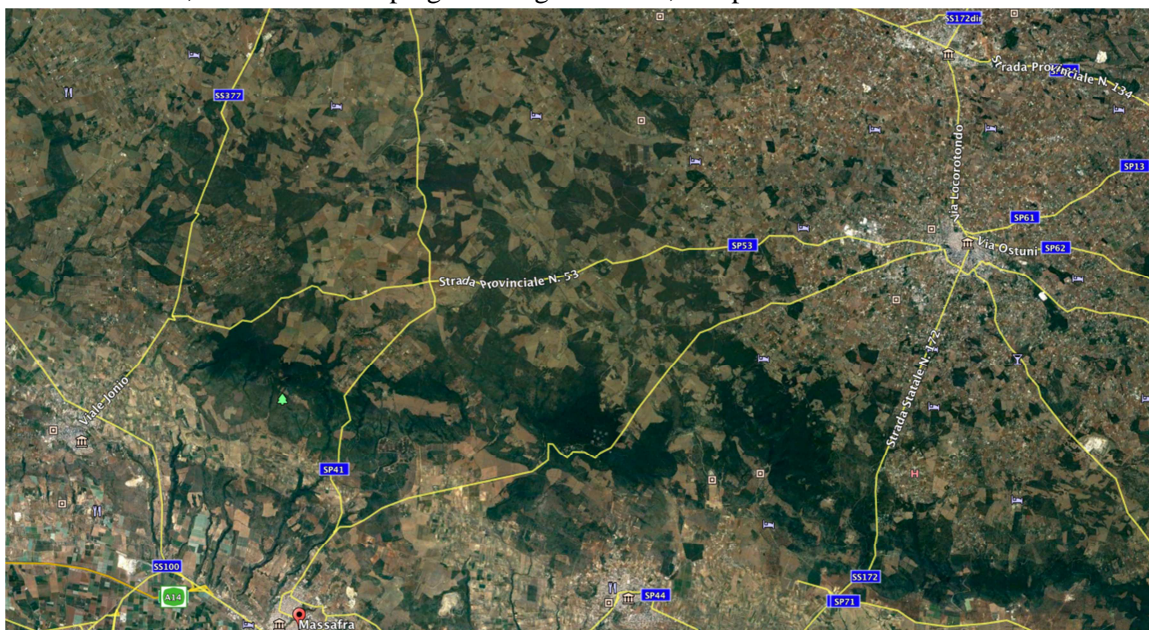 SS172dir
Strada Provinciale N. 134
SS377
Via Locorotondo
SP13
SP61
Via Ostuni
SP62
SP53
Strada Provinciale N. 53
Strada Statale N. 172
Viale Jonio
SP41
SS100
A14
SS172
SP44
SP71
Massafra